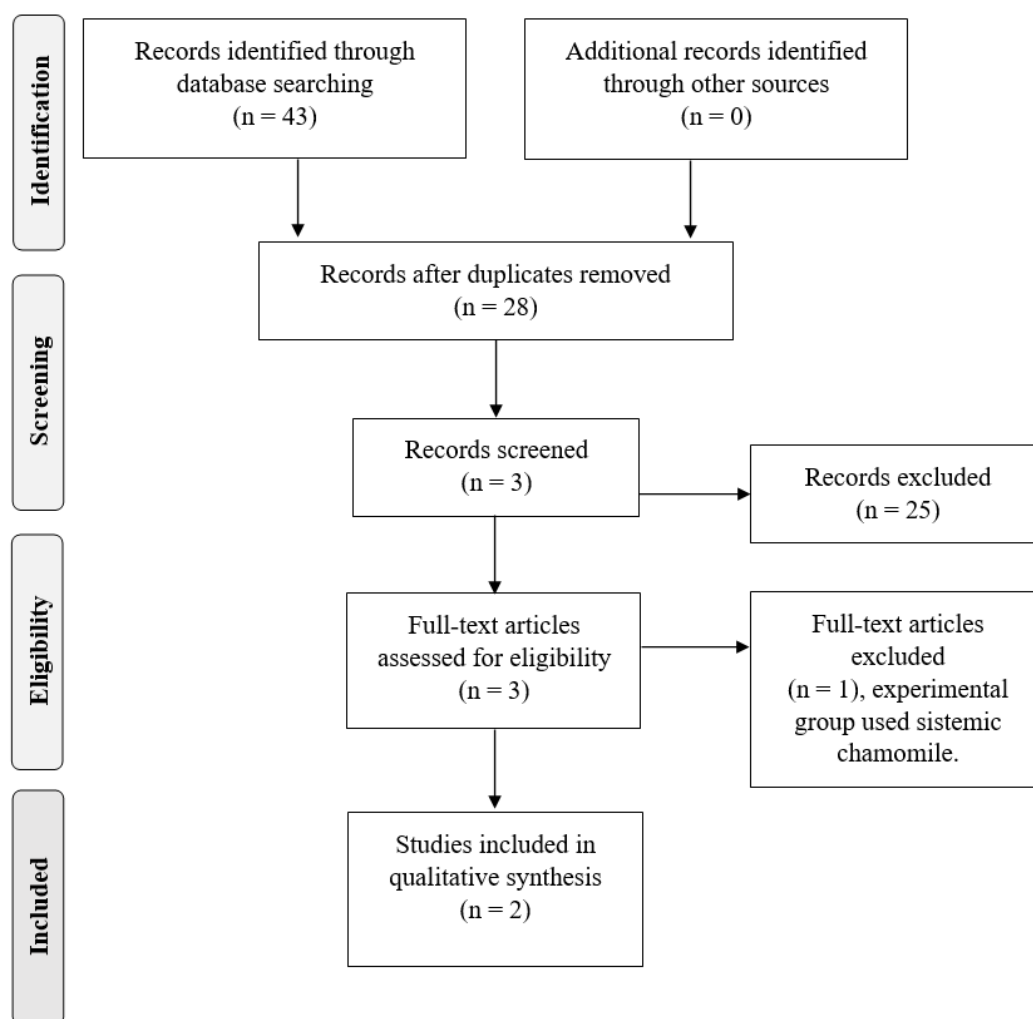 Identification
Records identified through
database searching
(n = 43)
Additional records identified
through other sources
(n = 0)
Records after duplicates removed
(n = 28)
Screening
Records screened
(n = 3)
Records excluded
(n = 25)
Eligibility
Full-text articles
assessed for eligibility
(n = 3)
Full-text articles
excluded
(n = 1), experimental
group used sistemic
chamomile.
Included
Studies included in
qualitative synthesis
(n = 2)